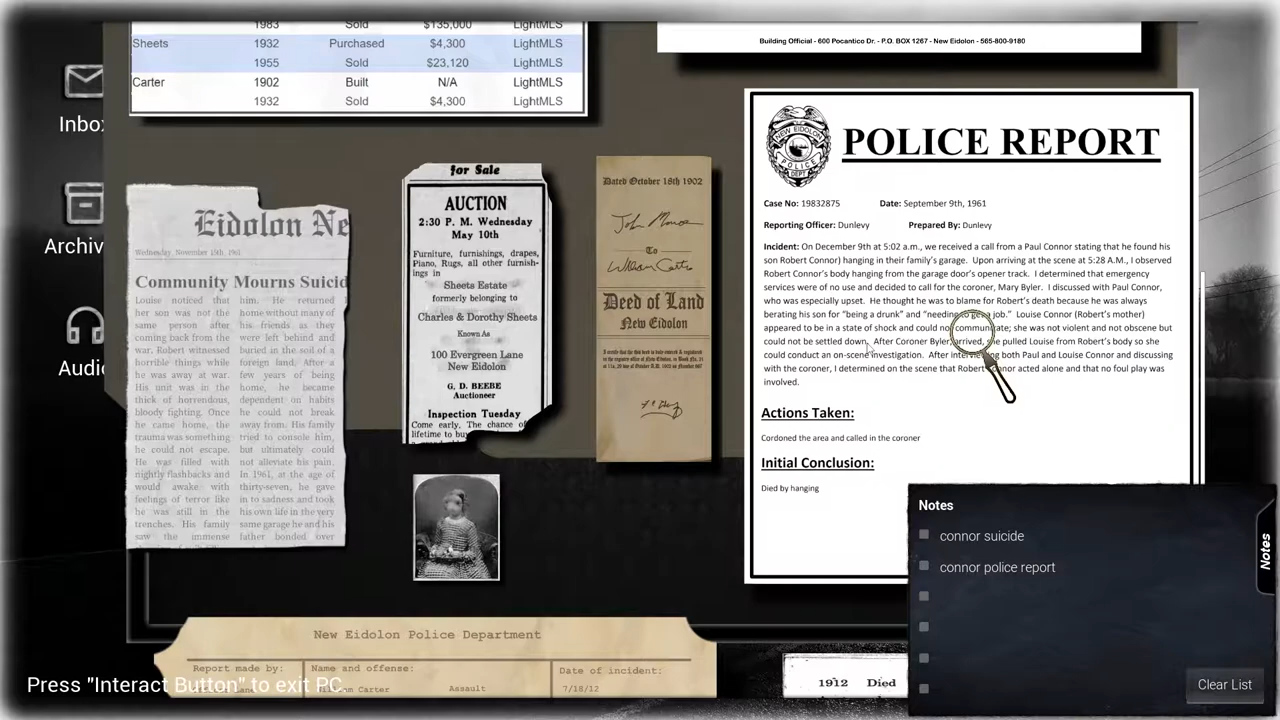 1983 Sold $135,000 LightMLS
Sheets 1932 Purchased $4,300 LightMLS
1955 Sold $23,120 LightMLS
Carter 1902 Built N/A LightMLS
1932 Sold $4,300 LightMLS
Building Official - 600 Pocantico Dr. - P.O. BOX 1267 - New Eidolon - 565-800-9180
Inbox
Archiv
Audio
Eidolon Ne
Wednesday, November 15th, 1961
Community Mourns Suicid
Louise noticed that
son was not the
same person after
coming back from the
war. Robert witnessed
horrible things while
he was away at war.
His unit was in the
thick of horrendous,
bloody fighting. Once
he came home, the
trauma was something
he could not escape.
He was filled with
nightly flashbacks and
would awake with
feelings of terror like
he was still in the
trenches. His family
saw the immense
him. He returned
home without many of
his friends as they
were left behind and
buried in the soil of a
foreign land. After a
few years of being
home, he became
dependent on habits
he could not break
away from. His family
tried to console him,
but ultimately could
not alleviate his pain.
In 1961, at the age of
thirty-seven, he gave
in to sadness and took
his own life in the very
same garage he and his
father bonded over
for Sale
AUCTION
2:30 P. M. Wednesday
May 10th
Furniture, furnishings, drapes,
Piano, Rugs, all other furnish-
ings in
Sheets Estate
formerly belonging to
Charles & Dorothy Sheets
Known As
100 Evergreen Lane
New Eidolon
G. D. BEEBE
Auctioneer
Inspection Tuesday
Come early, The chance of
lifetime to buy
Dated October 18th 1902
To
Deed of Land
New Eidolon
NEW EIDOLON
POLICE
DEPT
POLICE REPORT
Case No: 19832875 Date: September 9th, 1961
Reporting Officer: Dunlevy Prepared By: Dunlevy
Incident: On December 9th at 5:02 a.m., we received a call from a Paul Connor stating that he found his
son Robert Connor) hanging in their family's garage. Upon arriving at the scene at 5:28 A.M., I observed
Robert Connor's body hanging from the garage door's opener track. I determined that emergency
services were of no use and decided to call for the coroner, Mary Byler. I discussed with Paul Connor,
who was especially upset. He thought he was to blame for Robert's death because he was always
berating his son for "being a drunk" and "needing to get a job." Louise Connor (Robert's mother)
appeared to be in a state of shock and could not communicate; she was not violent and not obscene but
could not be settled down. After Coroner Byler arrived, she pulled Louise from Robert's body so she
could conduct an on-scene investigation. After interviewing both Paul and Louise Connor and discussing
with the coroner, I determined on the scene that Robert Connor acted alone and that no foul play was
involved.
Actions Taken:
Cordoned the area and called in the coroner
Initial Conclusion:
Died by hanging
Notes
connor suicide
connor police report
Notes
Clear List
New Eidolon Police Department
Report made by: Name and offense: Date of incident:
Carter Assault 7/18/12
Press "Interact Button" to exit PC.
1912 Died